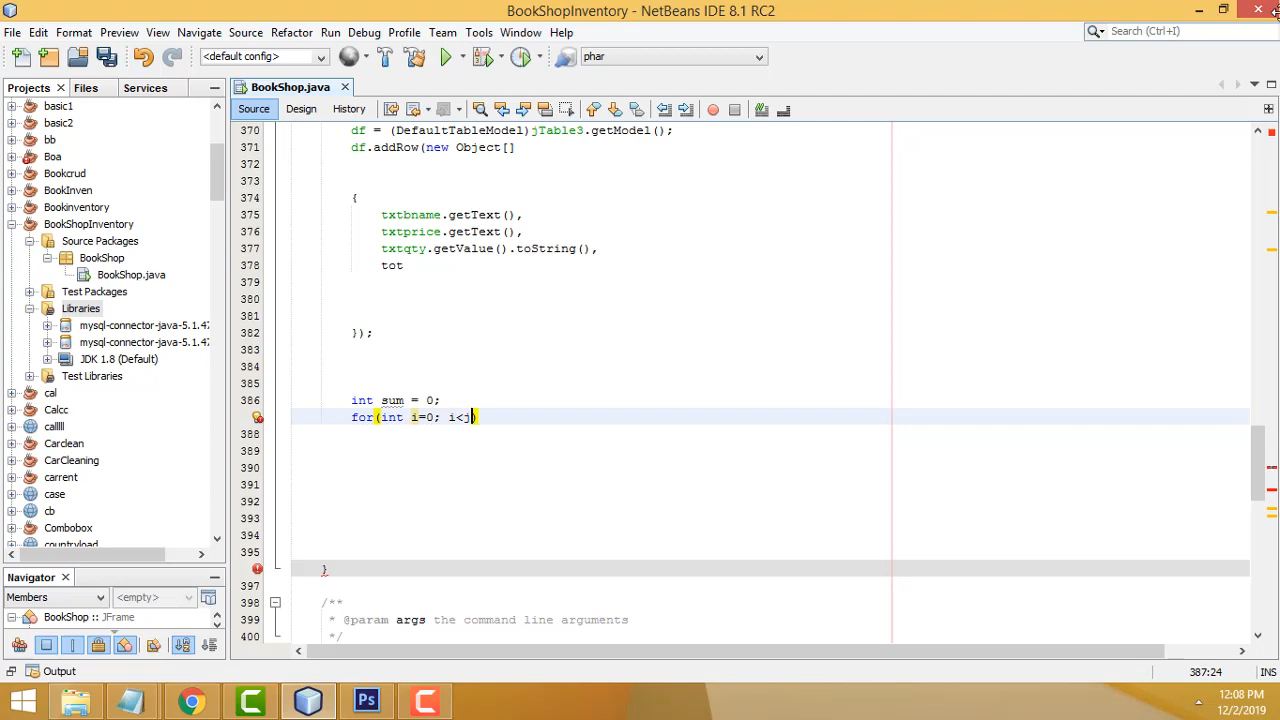 BookShopInventory - NetBeans IDE 8.1 RC2
File Edit Format Preview View Navigate Source Refactor Run Debug Profile Team Tools Window Help
Search (Ctrl+I)
<default config>
phar
Projects Files Services
BookShop.java
Source Design History
basic1
basic2
bb
Boa
Bookcrud
BookInven
Bookinventory
BookShopInventory
Source Packages
BookShop
BookShop.java
Test Packages
Libraries
mysql-connector-java-5.1.47
mysql-connector-java-5.1.47
JDK 1.8 (Default)
Test Libraries
cal
Calcc
callll
Carclean
CarCleaning
carrent
case
cb
Combobox
countryload
Navigator
Members
<empty>
BookShop :: JFrame
370 df = (DefaultTableModel)jTable3.getModel();
371 df.addRow(new Object[]
372
373
374 {
375 txtbname.getText(),
376 txtprice.getText(),
377 txtqty.getValue().toString(),
378 tot
379
380
381
382 });
383
384
385
386 int sum = 0;
for(int i=0; i<j)
388
389
390
391
392
393
394
395
}
397
398 /**
399 * @param args the command line arguments
400 */
Output
387:24
INS
Ps
12:08 PM
12/2/2019